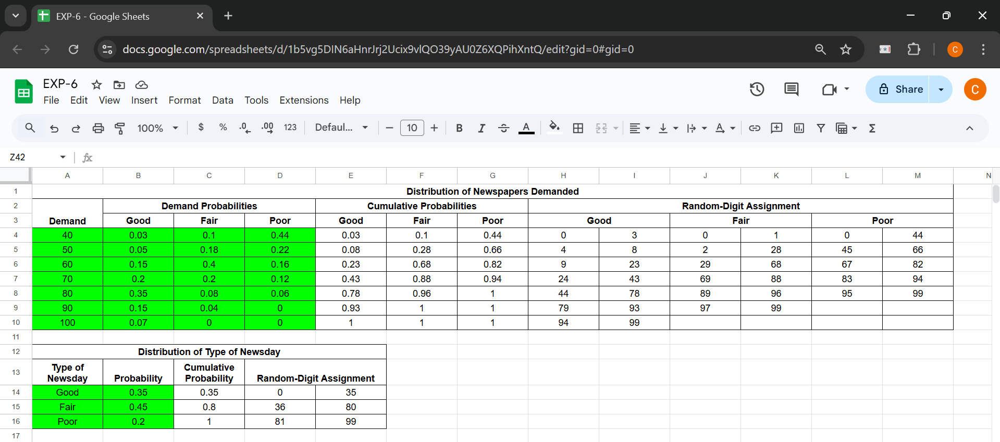 EXP-6 - Google Sheets
docs.google.com/spreadsheets/d/1b5vg5DIN6aHnrJrj2Ucix9vlQO39yAU0Z6XQPihXntQ/edit?gid=0#gid=0
C
EXP-6
File Edit View Insert Format Data Tools Extensions Help
Share
C
100% $ % .0 .00 123 Defaul... 10 B I A Σ
Z42 fx
A B C D E F G H I J K L M N
1 Distribution of Newspapers Demanded
2 Demand Probabilities Cumulative Probabilities Random-Digit Assignment
3 Demand Good Fair Poor Good Fair Poor Good Fair Poor
4 40 0.03 0.1 0.44 0.03 0.1 0.44 0 3 0 1 0 44
5 50 0.05 0.18 0.22 0.08 0.28 0.66 4 8 2 28 45 66
6 60 0.15 0.4 0.16 0.23 0.68 0.82 9 23 29 68 67 82
7 70 0.2 0.2 0.12 0.43 0.88 0.94 24 43 69 88 83 94
8 80 0.35 0.08 0.06 0.78 0.96 1 44 78 89 96 95 99
9 90 0.15 0.04 0 0.93 1 1 79 93 97 99
10 100 0.07 0 0 1 1 1 94 99
11
12 Distribution of Type of Newsday
13 Type of Newsday Probability Cumulative Probability Random-Digit Assignment
14 Good 0.35 0.35 0 35
15 Fair 0.45 0.8 36 80
16 Poor 0.2 1 81 99
17